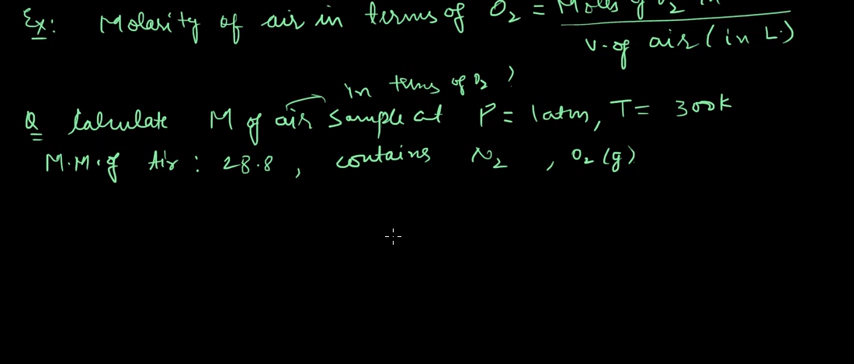 Ex: Molarity of air in terms of O2 = Moles of O2 in
V. of air (in L.)
in terms of O2 )
Q Calculate M of air sample at P = 1atm, T = 300K
M.M. of Air : 28.8 , contains N2 , O2 (g)